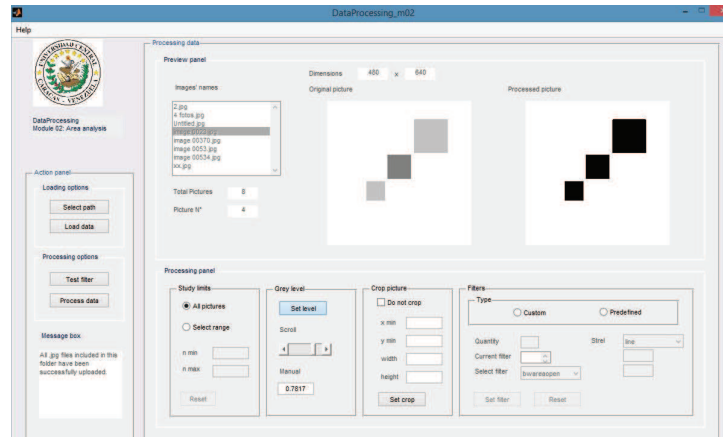 DataProcessing_m02
Help
UNIVERSIDAD CENTRAL
CARACAS - VENEZUELA
DataProcessing
Module 02: Area analysis
Action panel
Loading options
Select path
Load data
Processing options
Test filter
Process data
Message box
All .jpg files included in this
folder have been
successfully uploaded.
Processing data
Preview panel
Dimensions 480 x 640
Images' names
Original picture
Processed picture
2.jpg
4 fotos.jpg
Untitled.jpg
image 0022.jpg
image 00370.jpg
image 0053.jpg
image 00534.jpg
xx.jpg
Total Pictures 8
Picture N° 4
Processing panel
Study limits
All pictures
Select range
n min
n max
Reset
Grey level
Set level
Scroll
Manual
0.7817
Crop picture
Do not crop
x min
y min
width
height
Set crop
Filters
Type
Custom
Predefined
Quantity
Strel line
Current filter
Select filter bwareaopen
Set filter
Reset